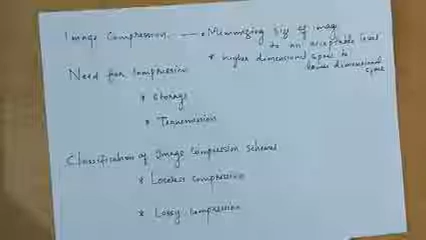 Image Compression — • Minimizing Size of image
to an acceptable level
* higher dimensional space to
lower dimensional
space
Need for Compression
* Storage
* Transmission
Classification of Image Compression schemes
* Lossless compression
* Lossy compression